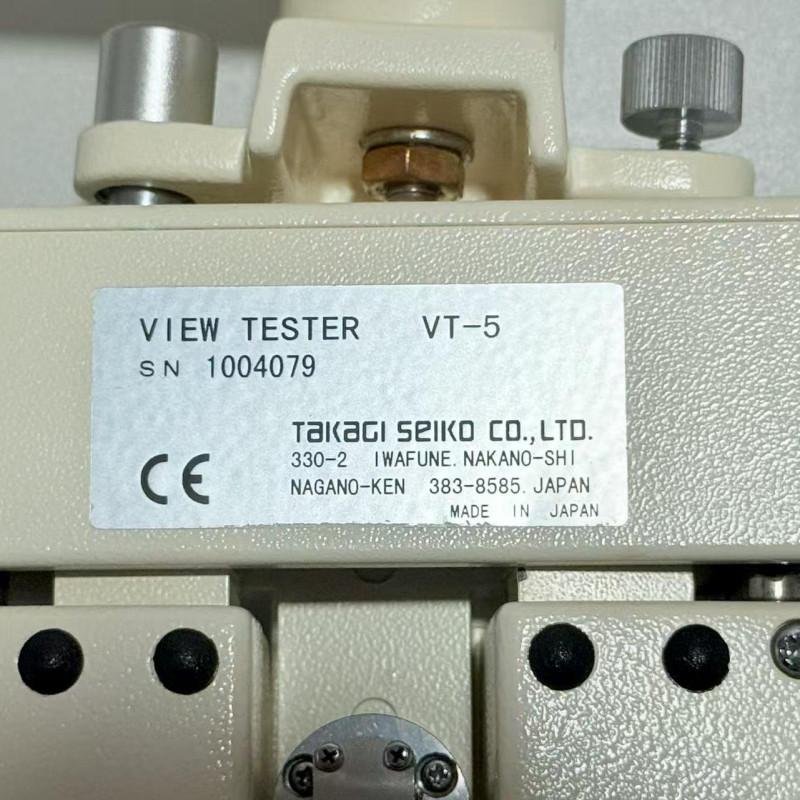 VIEW TESTER VT-5
SN 1004079
TAKAGI SEIKO CO.,LTD.
330-2 IWAFUNE.NAKANO-SHI
CE
NAGANO-KEN 383-8585.JAPAN
MADE IN JAPAN